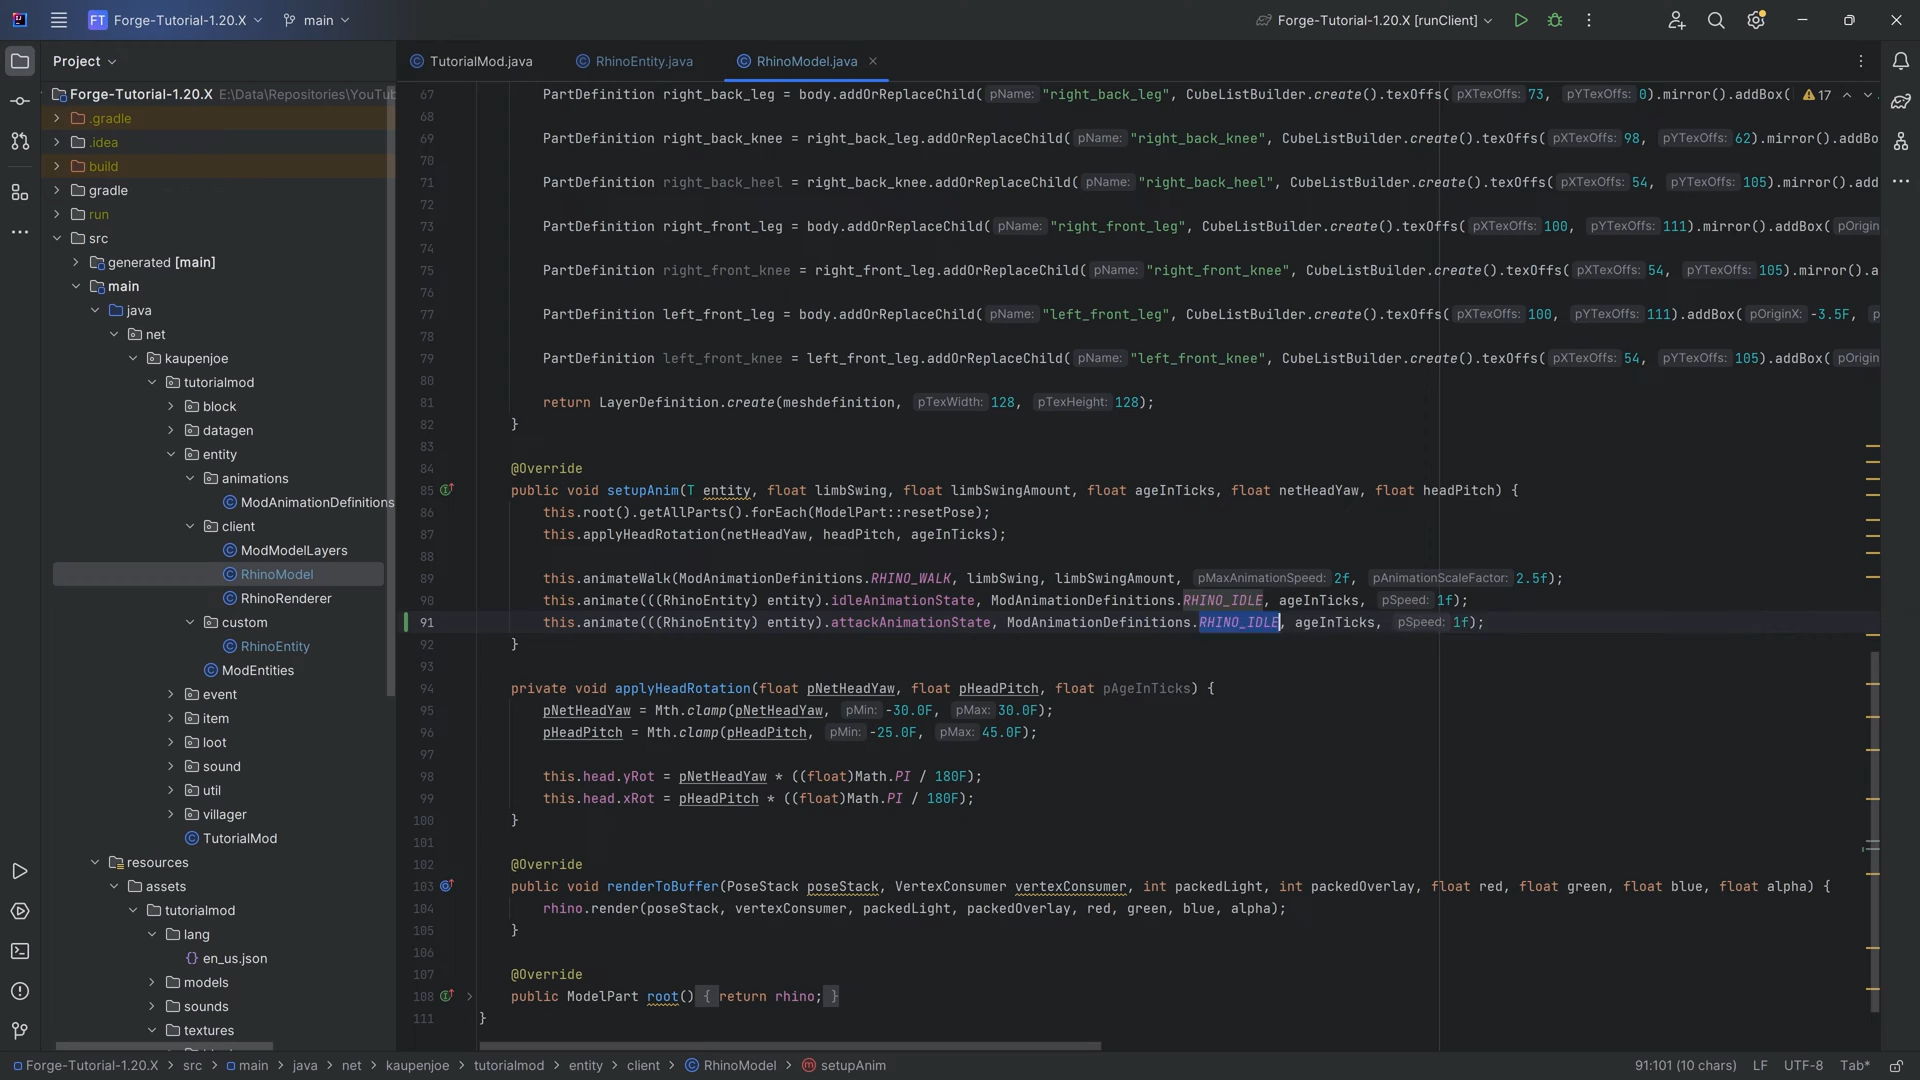 FT Forge-Tutorial-1.20.X main Forge-Tutorial-1.20.X [runClient]
Project
TutorialMod.java RhinoEntity.java RhinoModel.java
Forge-Tutorial-1.20.X E:\Data\Repositories\YouTub
.gradle
.idea
build
gradle
run
src
generated [main]
main
java
net
kaupenjoe
tutorialmod
block
datagen
entity
animations
ModAnimationDefinitions
client
ModModelLayers
RhinoModel
RhinoRenderer
custom
RhinoEntity
ModEntities
event
item
loot
sound
util
villager
TutorialMod
resources
assets
tutorialmod
lang
en_us.json
models
sounds
textures
67 PartDefinition right_back_leg = body.addOrReplaceChild( pName: "right_back_leg", CubeListBuilder.create().texOffs( pXTexOffs: 73, pYTexOffs: 0).mirror().addBox( 17
68
69 PartDefinition right_back_knee = right_back_leg.addOrReplaceChild( pName: "right_back_knee", CubeListBuilder.create().texOffs( pXTexOffs: 98, pYTexOffs: 62).mirror().addBo
70
71 PartDefinition right_back_heel = right_back_knee.addOrReplaceChild( pName: "right_back_heel", CubeListBuilder.create().texOffs( pXTexOffs: 54, pYTexOffs: 105).mirror().add
72
73 PartDefinition right_front_leg = body.addOrReplaceChild( pName: "right_front_leg", CubeListBuilder.create().texOffs( pXTexOffs: 100, pYTexOffs: 111).mirror().addBox( pOrigin
74
75 PartDefinition right_front_knee = right_front_leg.addOrReplaceChild( pName: "right_front_knee", CubeListBuilder.create().texOffs( pXTexOffs: 54, pYTexOffs: 105).mirror().a
76
77 PartDefinition left_front_leg = body.addOrReplaceChild( pName: "left_front_leg", CubeListBuilder.create().texOffs( pXTexOffs: 100, pYTexOffs: 111).addBox( pOriginX: -3.5F, p
78
79 PartDefinition left_front_knee = left_front_leg.addOrReplaceChild( pName: "left_front_knee", CubeListBuilder.create().texOffs( pXTexOffs: 54, pYTexOffs: 105).addBox( pOrigin
80
81 return LayerDefinition.create(meshdefinition, pTexWidth: 128, pTexHeight: 128);
82 }
83
84 @Override
85 public void setupAnim(T entity, float limbSwing, float limbSwingAmount, float ageInTicks, float netHeadYaw, float headPitch) {
86 this.root().getAllParts().forEach(ModelPart::resetPose);
87 this.applyHeadRotation(netHeadYaw, headPitch, ageInTicks);
88
89 this.animateWalk(ModAnimationDefinitions.RHINO_WALK, limbSwing, limbSwingAmount, pMaxAnimationSpeed: 2f, pAnimationScaleFactor: 2.5f);
90 this.animate(((RhinoEntity) entity).idleAnimationState, ModAnimationDefinitions.RHINO_IDLE, ageInTicks, pSpeed: 1f);
91 this.animate(((RhinoEntity) entity).attackAnimationState, ModAnimationDefinitions.RHINO_IDLE, ageInTicks, pSpeed: 1f);
92 }
93
94 private void applyHeadRotation(float pNetHeadYaw, float pHeadPitch, float pAgeInTicks) {
95 pNetHeadYaw = Mth.clamp(pNetHeadYaw, pMin: -30.0F, pMax: 30.0F);
96 pHeadPitch = Mth.clamp(pHeadPitch, pMin: -25.0F, pMax: 45.0F);
97
98 this.head.yRot = pNetHeadYaw * ((float)Math.PI / 180F);
99 this.head.xRot = pHeadPitch * ((float)Math.PI / 180F);
100 }
101
102 @Override
103 public void renderToBuffer(PoseStack poseStack, VertexConsumer vertexConsumer, int packedLight, int packedOverlay, float red, float green, float blue, float alpha) {
104 rhino.render(poseStack, vertexConsumer, packedLight, packedOverlay, red, green, blue, alpha);
105 }
106
107 @Override
108 public ModelPart root() { return rhino; }
111 }
Forge-Tutorial-1.20.X > src > main > java > net > kaupenjoe > tutorialmod > entity > client > RhinoModel > setupAnim 91:101 (10 chars) LF UTF-8 Tab*